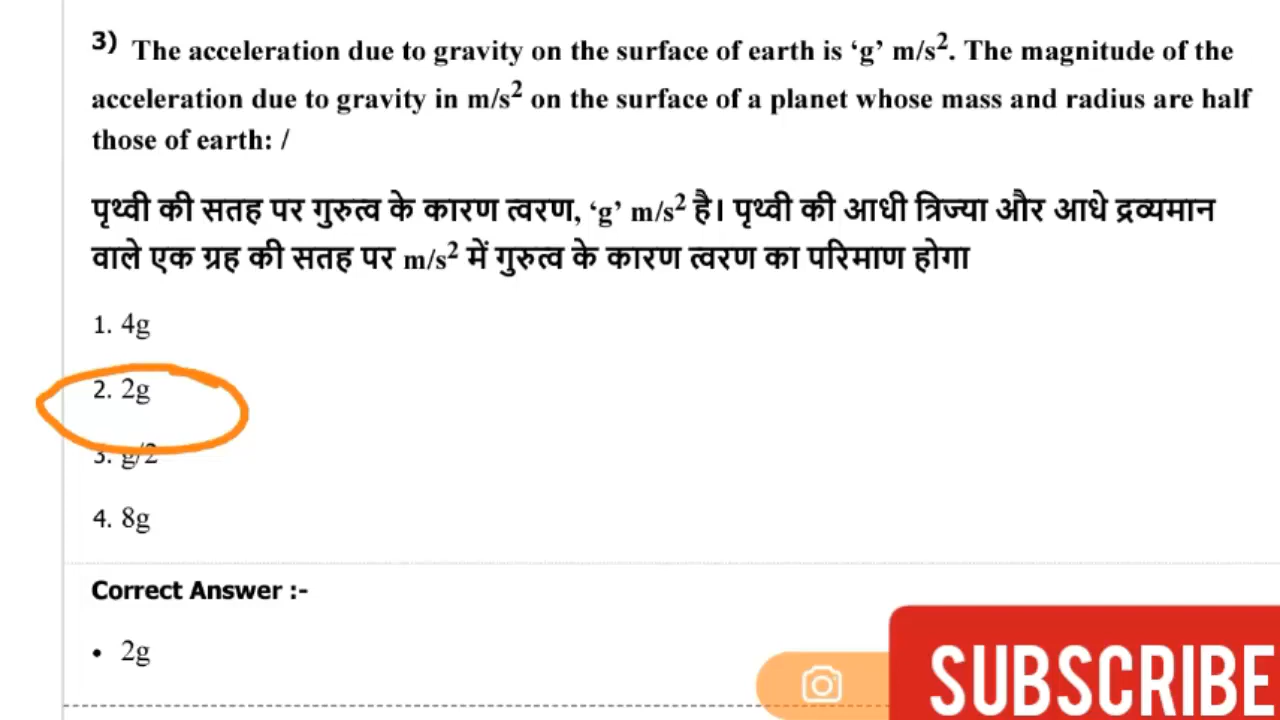 3) The acceleration due to gravity on the surface of earth is ‘g’ m/s². The magnitude of the
acceleration due to gravity in m/s² on the surface of a planet whose mass and radius are half
those of earth: /
पृथ्वी की सतह पर गुरुत्व के कारण त्वरण, ‘g’ m/s² है। पृथ्वी की आधी त्रिज्या और आधे द्रव्यमान
वाले एक ग्रह की सतह पर m/s² में गुरुत्व के कारण त्वरण का परिमाण होगा
1. 4g
2. 2g
3. g/2
4. 8g
Correct Answer :-
• 2g
SUBSCRIBE